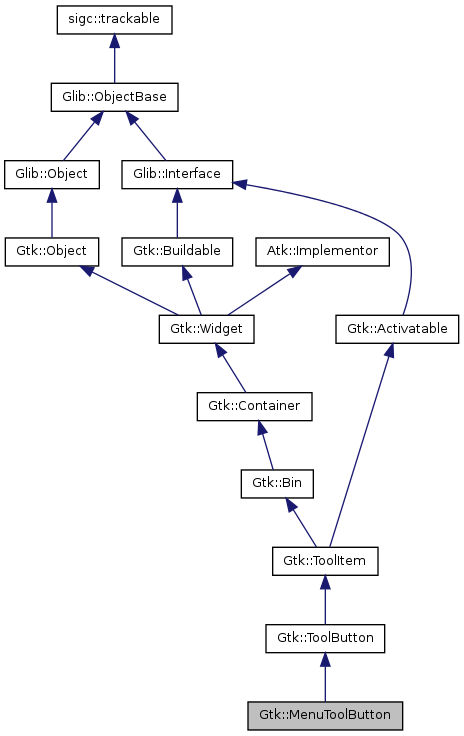 sigc::trackable
Glib::ObjectBase
Glib::Object
Glib::Interface
Gtk::Object
Gtk::Buildable
Atk::Implementor
Gtk::Widget
Gtk::Activatable
Gtk::Container
Gtk::Bin
Gtk::ToolItem
Gtk::ToolButton
Gtk::MenuToolButton